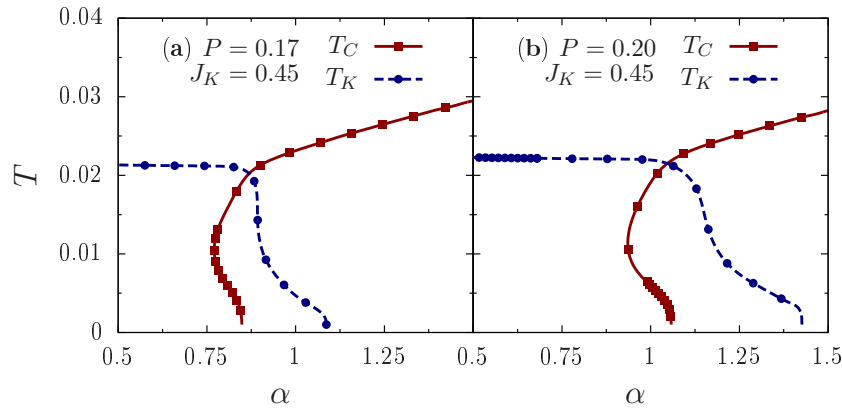 0.04
0.03
0.02
0.01
0
T
(a) P = 0.17 T_C
J_K = 0.45 T_K
(b) P = 0.20 T_C
J_K = 0.45 T_K
0.5 0.75 1 1.25 0.5 0.75 1 1.25 1.5
α α